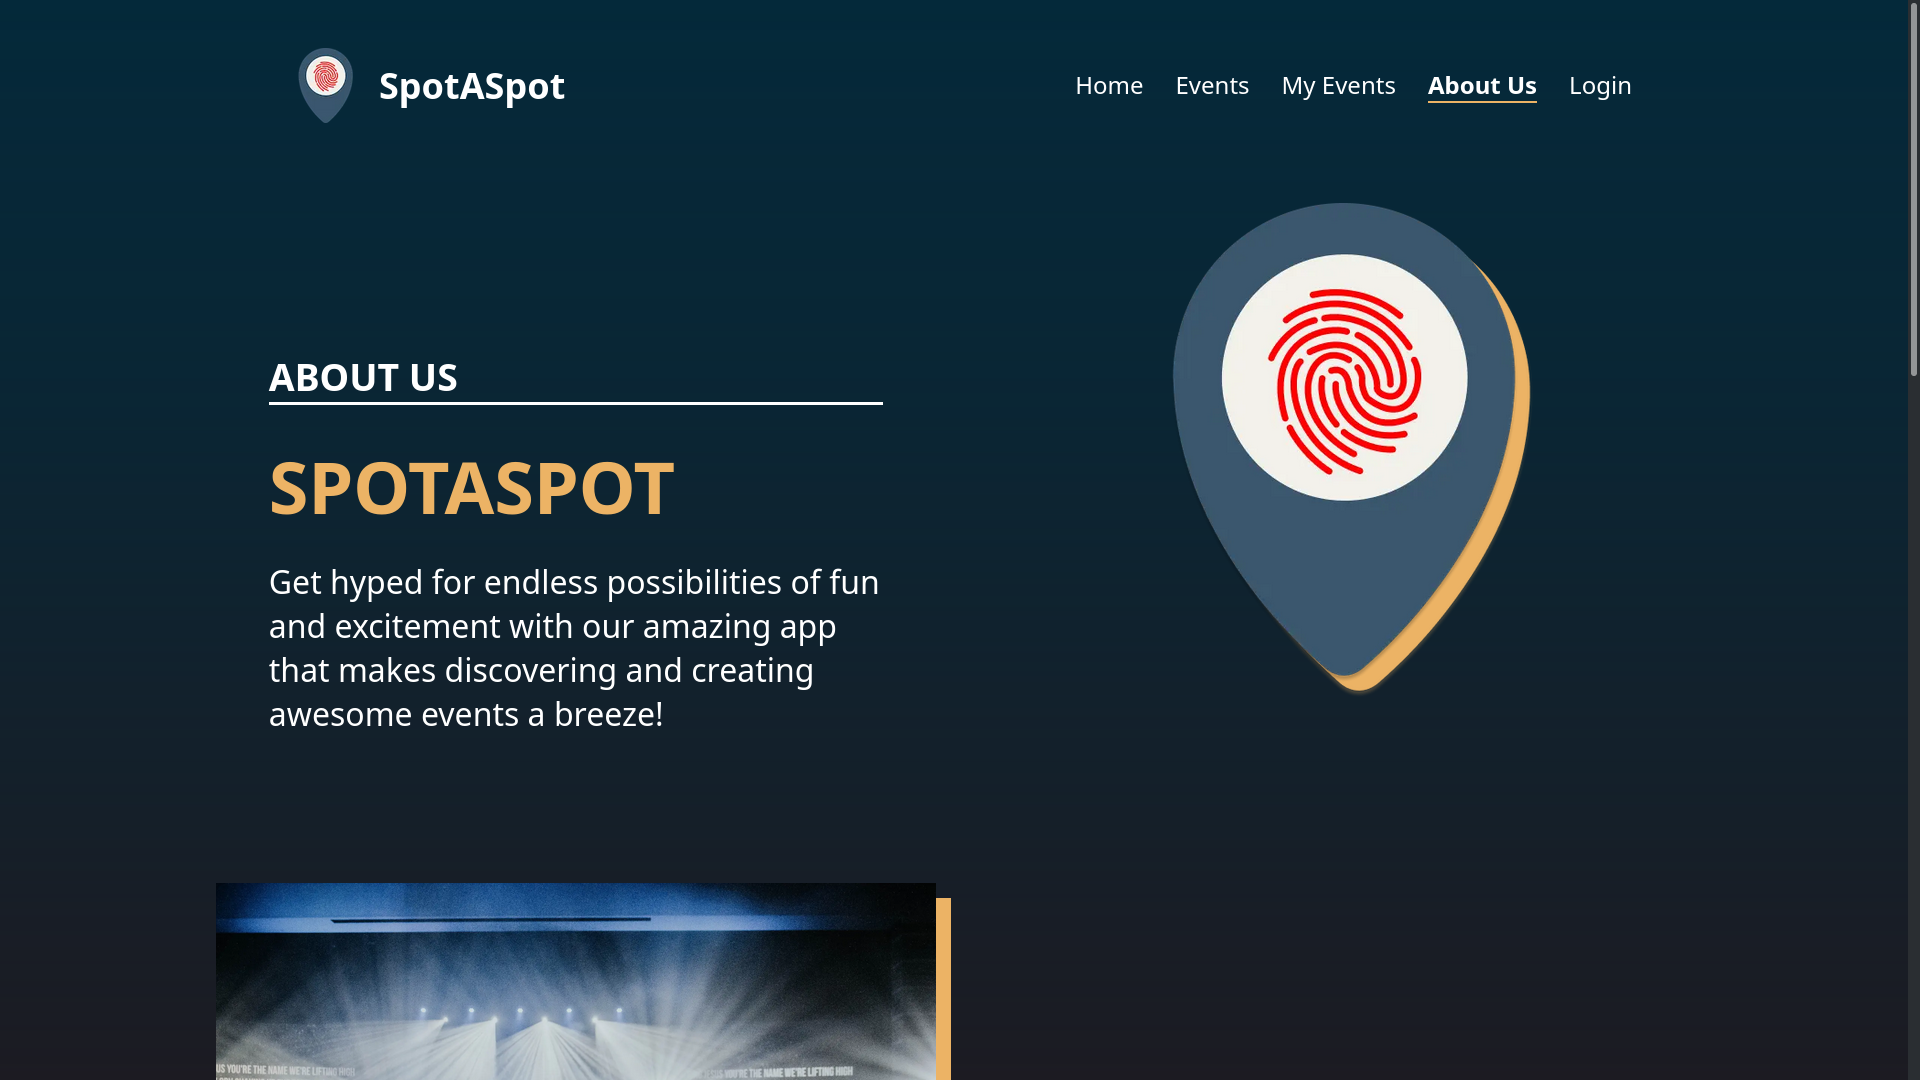 SpotASpot
Home
Events
My Events
About Us
Login
ABOUT US
SPOTASPOT
Get hyped for endless possibilities of fun
and excitement with our amazing app
that makes discovering and creating
awesome events a breeze!
US YOU'RE THE NAME WE'RE LIFTING HIGH
YOU'RE THE NAME WE'RE LIFTING HIGH